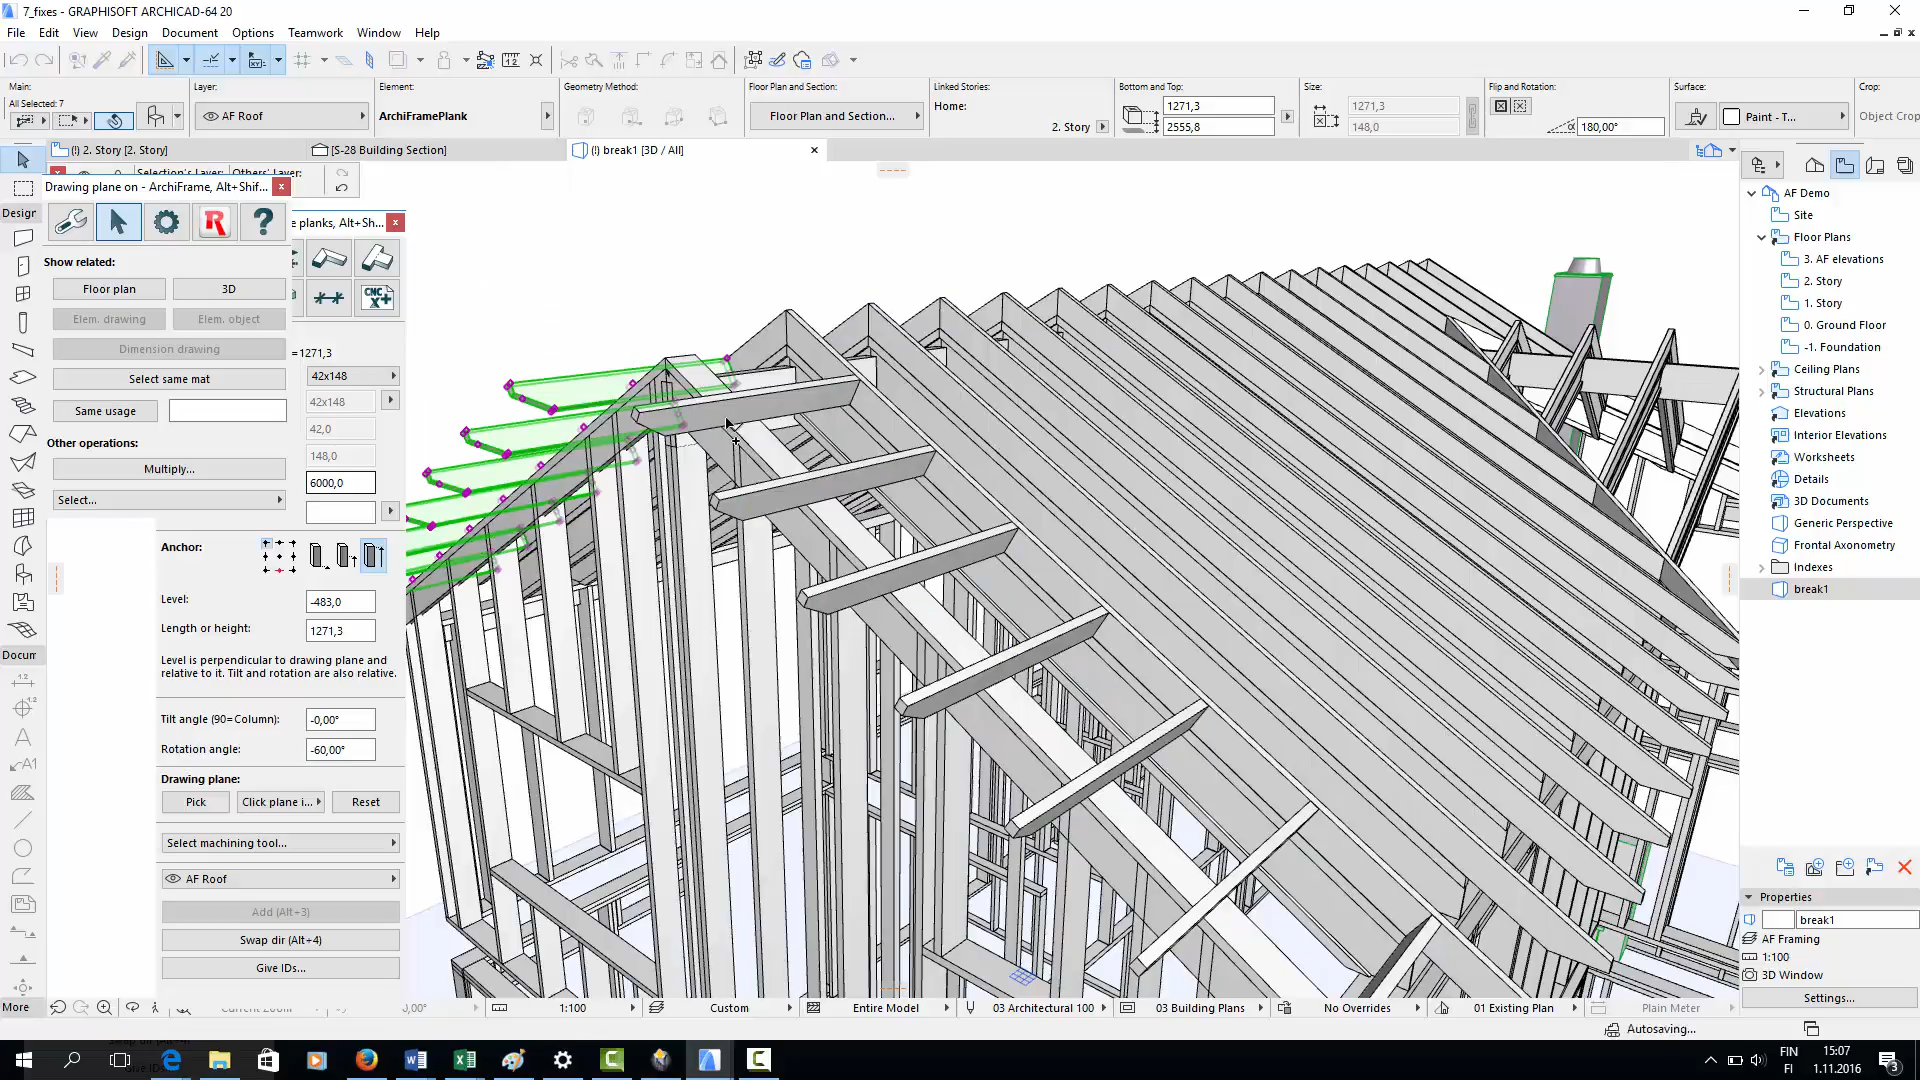 7_fixes - GRAPHISOFT ARCHICAD-64 20
File Edit View Design Document Options Teamwork Window Help
Main: Layer: Element: Geometry Method: Floor Plan and Section: Linked Stories: Bottom and Top: Size: Flip and Rotation: Surface: Crop:
All Selected: 7
AF Roof
ArchiFramePlank
Floor Plan and Section...
Home:
2. Story
1271,3
2555,8
1271,3
148,0
180,00°
Paint - T...
Object Crop
(!) 2. Story [2. Story]
[S-28 Building Section]
(!) break1 [3D / All]
Selection's Layer: Others' Layer:
Drawing plane on - ArchiFrame, Alt+Shif...
e planks, Alt+Sh...
Design
Show related:
Floor plan 3D
Elem. drawing Elem. object
Dimension drawing
Select same mat
Same usage
Other operations:
Multiply...
Select...
=1271,3
42x148
42x148
42,0
148,0
6000,0
Anchor:
Level: -483,0
Length or height: 1271,3
Level is perpendicular to drawing plane and
relative to it. Tilt and rotation are also relative.
Tilt angle (90=Column): -0,00°
Rotation angle: -60,00°
Drawing plane:
Pick Click plane i... Reset
Select machining tool...
AF Roof
Add (Alt+3)
Swap dir (Alt+4)
Give IDs...
Docum
More
AF Demo
Site
Floor Plans
3. AF elevations
2. Story
1. Story
0. Ground Floor
-1. Foundation
Ceiling Plans
Structural Plans
Elevations
Interior Elevations
Worksheets
Details
3D Documents
Generic Perspective
Frontal Axonometry
Indexes
break1
Properties
break1
AF Framing
1:100
3D Window
Settings...
1:100 Custom Entire Model 03 Architectural 100 03 Building Plans No Overrides 01 Existing Plan Plain Meter
Autosaving...
FIN
FI
15:07
1.11.2016
3